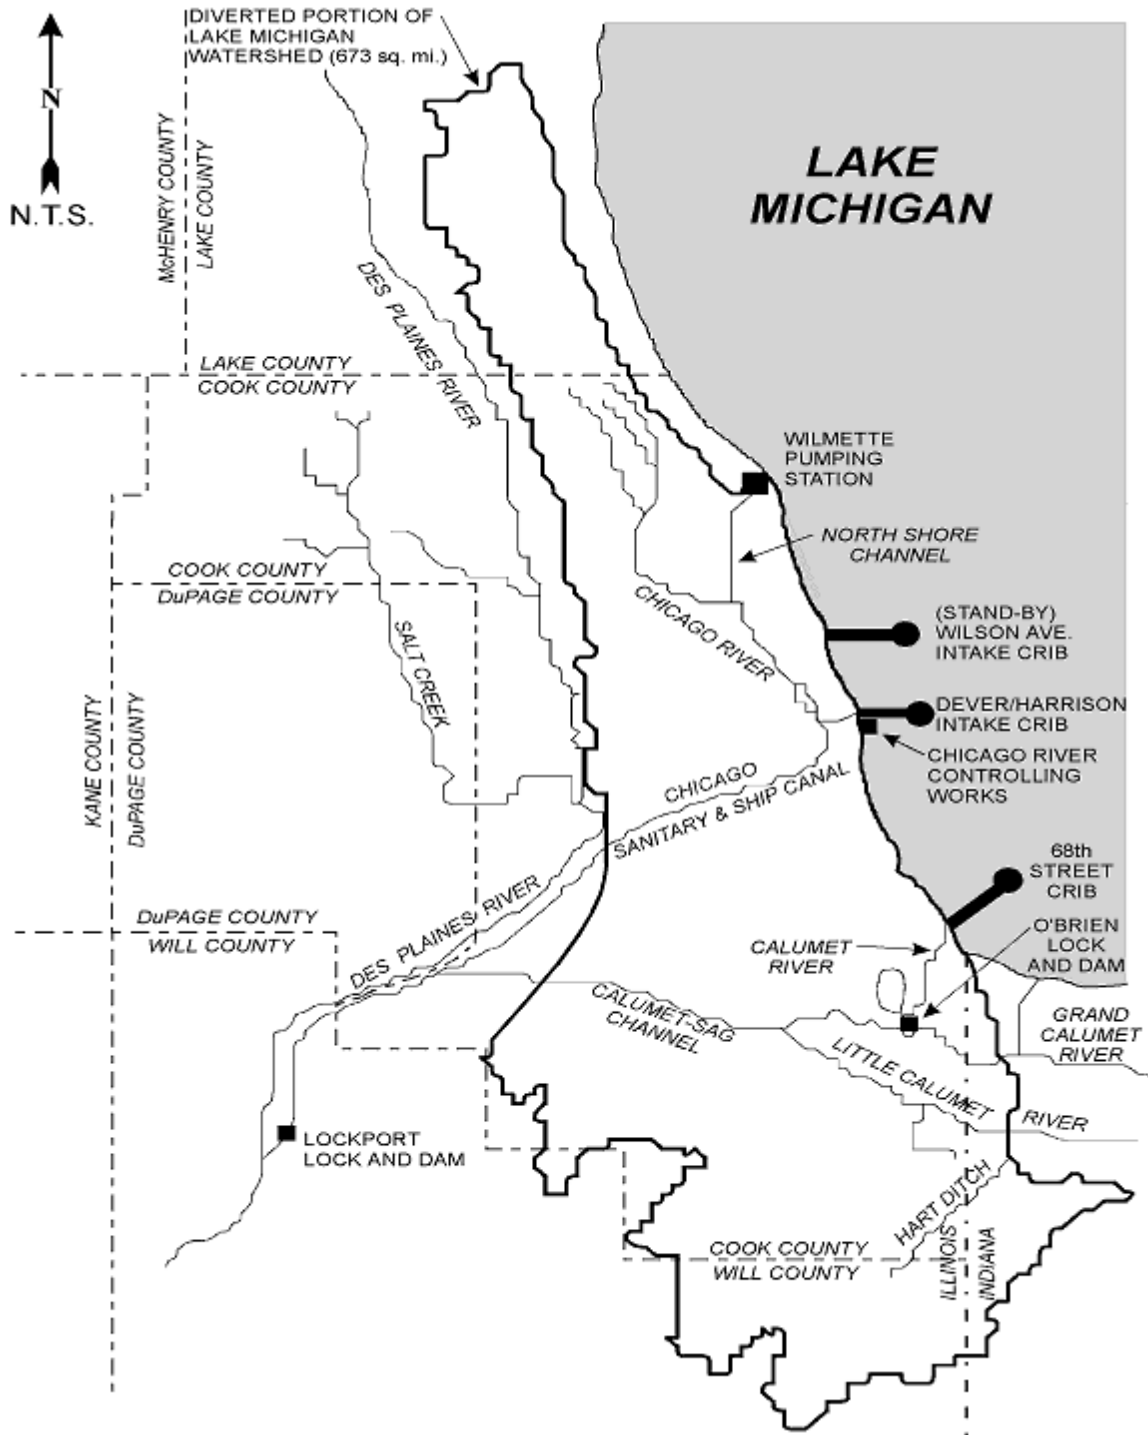 DIVERTED PORTION OF
LAKE MICHIGAN
WATERSHED (673 sq. mi.)
N
N.T.S.
McHENRY COUNTY
LAKE COUNTY
LAKE
MICHIGAN
DES PLAINES RIVER
LAKE COUNTY
COOK COUNTY
WILMETTE
PUMPING
STATION
NORTH SHORE
CHANNEL
COOK COUNTY
DuPAGE COUNTY
CHICAGO RIVER
(STAND-BY)
WILSON AVE.
INTAKE CRIB
SALT CREEK
KANE COUNTY
DuPAGE COUNTY
DEVER/HARRISON
INTAKE CRIB
CHICAGO RIVER
CONTROLLING
WORKS
CHICAGO
SANITARY & SHIP CANAL
68th
STREET
CRIB
DuPAGE COUNTY
WILL COUNTY
DES PLAINES RIVER
CALUMET
RIVER
O'BRIEN
LOCK
AND DAM
CALUMET-SAG
CHANNEL
GRAND
CALUMET
RIVER
LITTLE CALUMET RIVER
LOCKPORT
LOCK AND DAM
HART DITCH
COOK COUNTY
WILL COUNTY
ILLINOIS
INDIANA